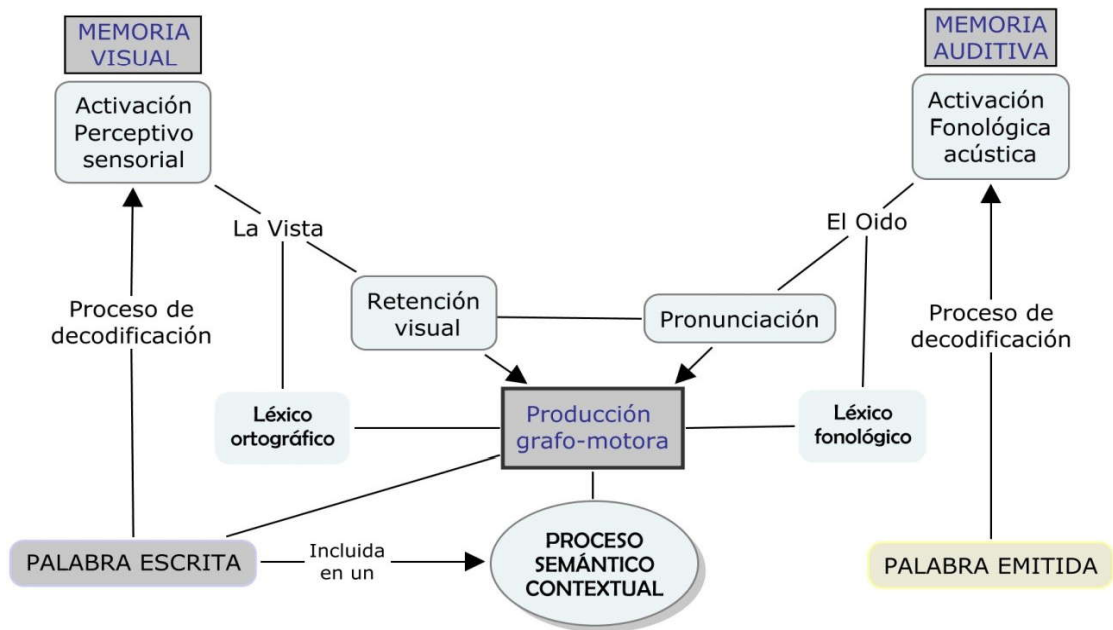 MEMORIA
VISUAL
MEMORIA
AUDITIVA
Activación
Perceptivo
sensorial
Activación
Fonológica
acústica
La Vista
El Oido
Retención
visual
Pronunciación
Proceso de
decodificación
Proceso de
decodificación
Léxico
ortográfico
Producción
grafo-motora
Léxico
fonológico
PALABRA ESCRITA
Incluida
en un
PROCESO
SEMÁNTICO
CONTEXTUAL
PALABRA EMITIDA